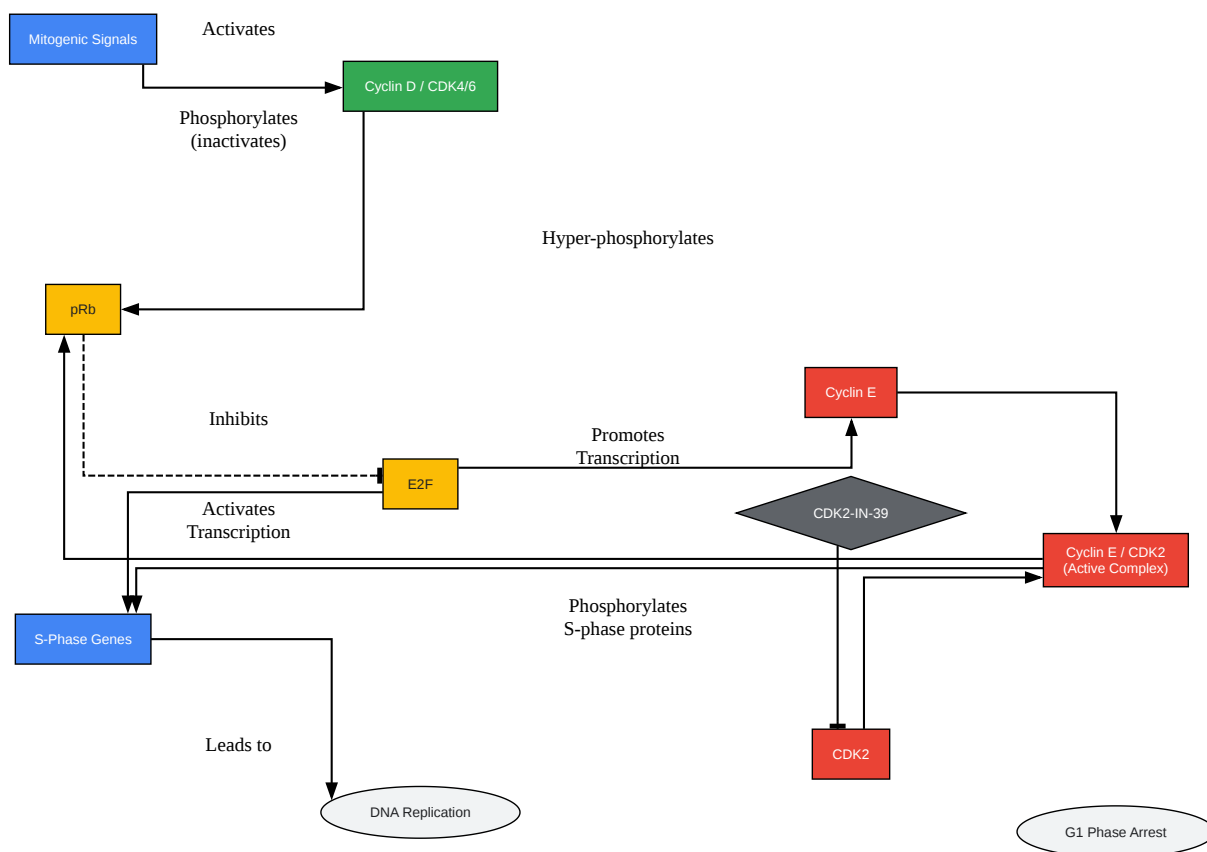 Mitogenic Signals
Activates
Cyclin D / CDK4/6
Phosphorylates
(inactivates)
Hyper-phosphorylates
pRb
Cyclin E
Inhibits
Promotes
Transcription
E2F
CDK2-IN-39
Activates
Transcription
Cyclin E / CDK2
(Active Complex)
Phosphorylates
S-phase proteins
S-Phase Genes
Leads to
CDK2
DNA Replication
G1 Phase Arrest